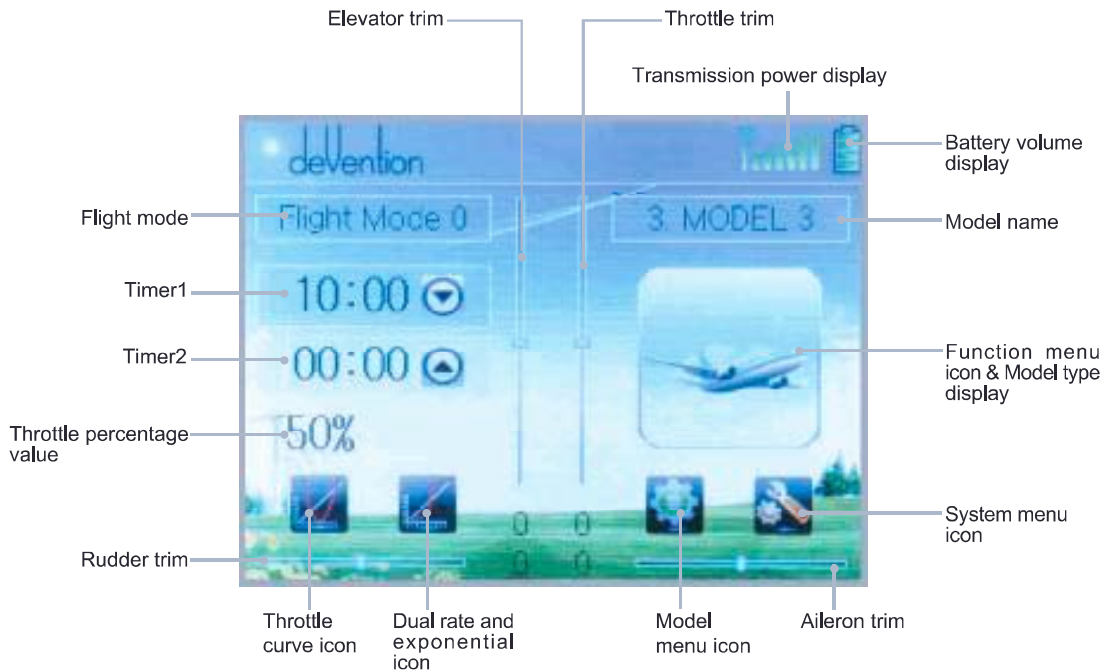 Elevator trim
Throttle trim
Transmission power display
Battery volume
display
deVention
Flight mode
Flight Mode 0
3. MODEL 3
Model name
Timer1
10:00
Timer2
00:00
Function menu
icon & Model type
display
Throttle percentage
value
50%
0 0
System menu
icon
Rudder trim
0 0
Throttle
curve icon
Dual rate and
exponential
icon
Model
menu icon
Aileron trim